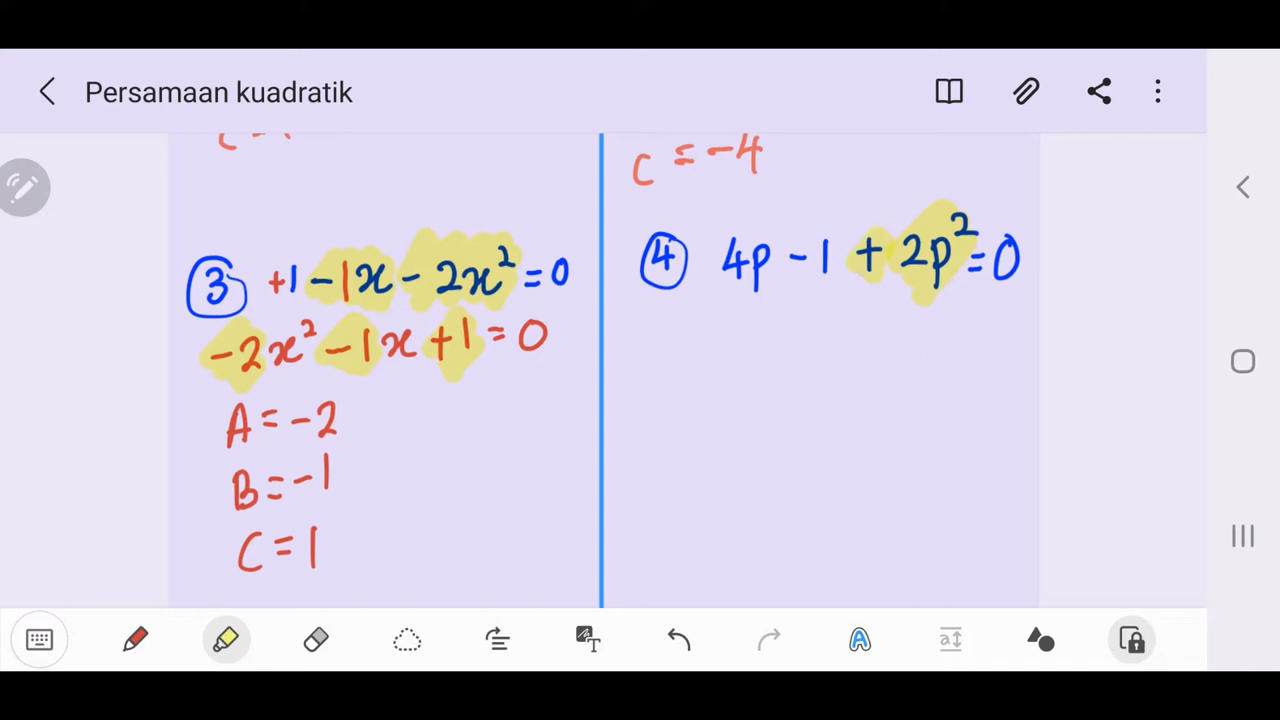 Persamaan kuadratik
C = -4
③ +1 -1x - 2x² = 0
-2x² -1x +1 = 0
A = -2
B = -1
C = 1
④ 4p - 1 + 2p² = 0